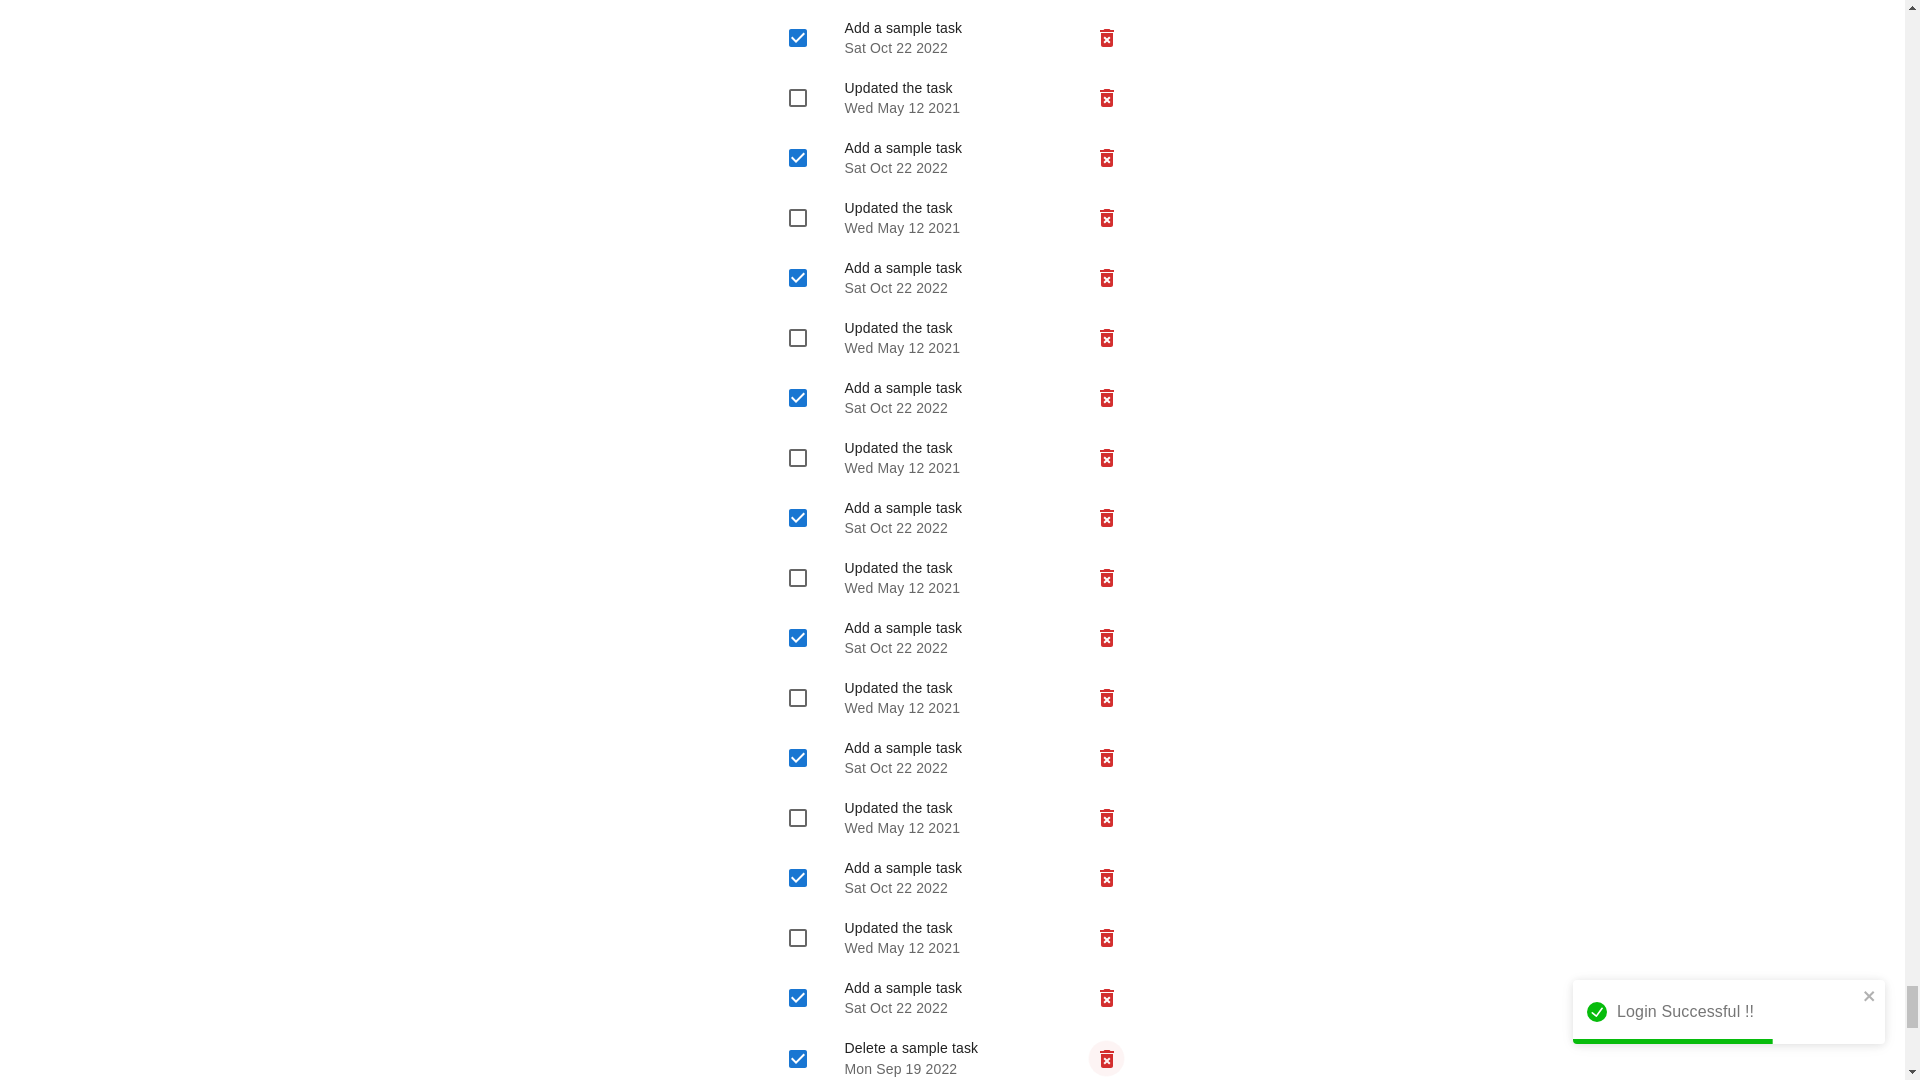 Add a sample task
Sat Oct 22 2022
Updated the task
Wed May 12 2021
Add a sample task
Sat Oct 22 2022
Updated the task
Wed May 12 2021
Add a sample task
Sat Oct 22 2022
Updated the task
Wed May 12 2021
Add a sample task
Sat Oct 22 2022
Updated the task
Wed May 12 2021
Add a sample task
Sat Oct 22 2022
Updated the task
Wed May 12 2021
Add a sample task
Sat Oct 22 2022
Updated the task
Wed May 12 2021
Add a sample task
Sat Oct 22 2022
Updated the task
Wed May 12 2021
Add a sample task
Sat Oct 22 2022
Updated the task
Wed May 12 2021
Add a sample task
Sat Oct 22 2022
Login Successful !!
Delete a sample task
Mon Sep 19 2022